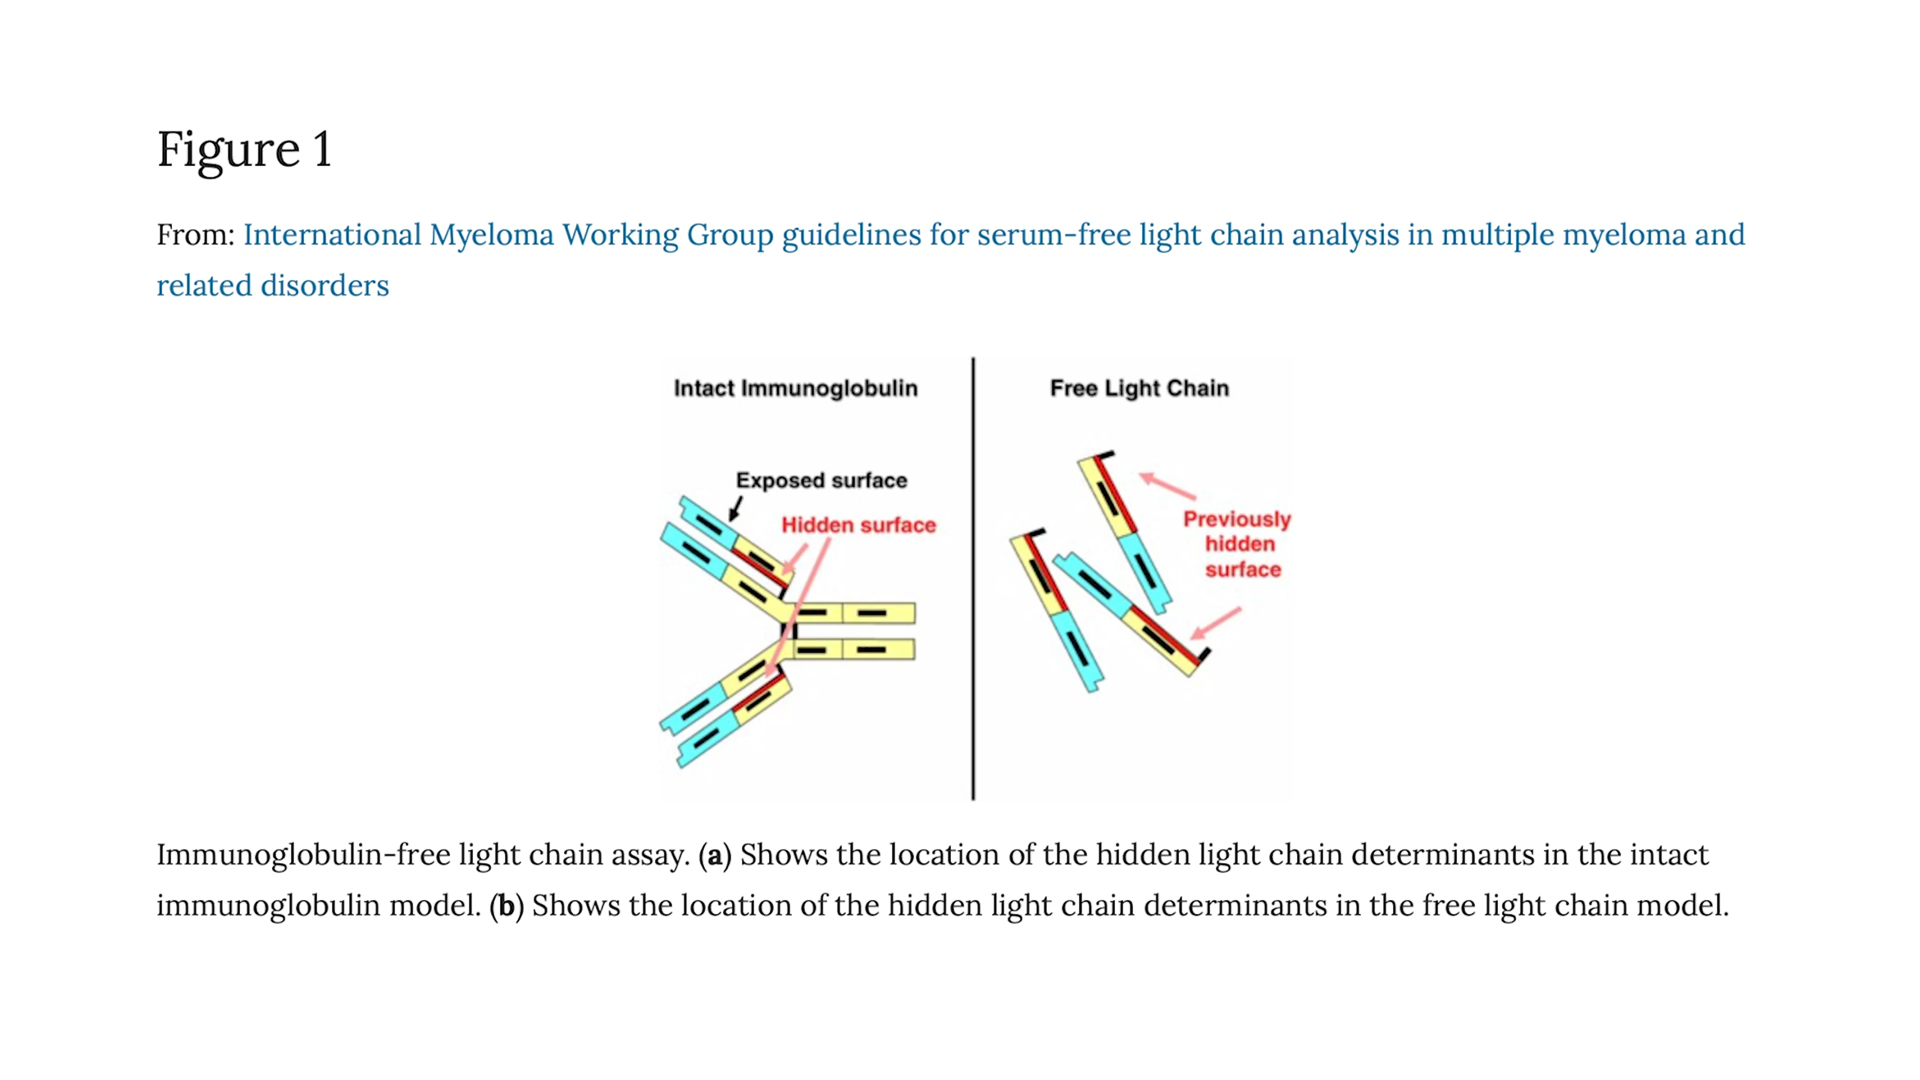 Figure 1
From: International Myeloma Working Group guidelines for serum-free light chain analysis in multiple myeloma and
related disorders
Intact Immunoglobulin
Exposed surface
Hidden surface
Free Light Chain
Previously
hidden
surface
Immunoglobulin-free light chain assay. (a) Shows the location of the hidden light chain determinants in the intact
immunoglobulin model. (b) Shows the location of the hidden light chain determinants in the free light chain model.